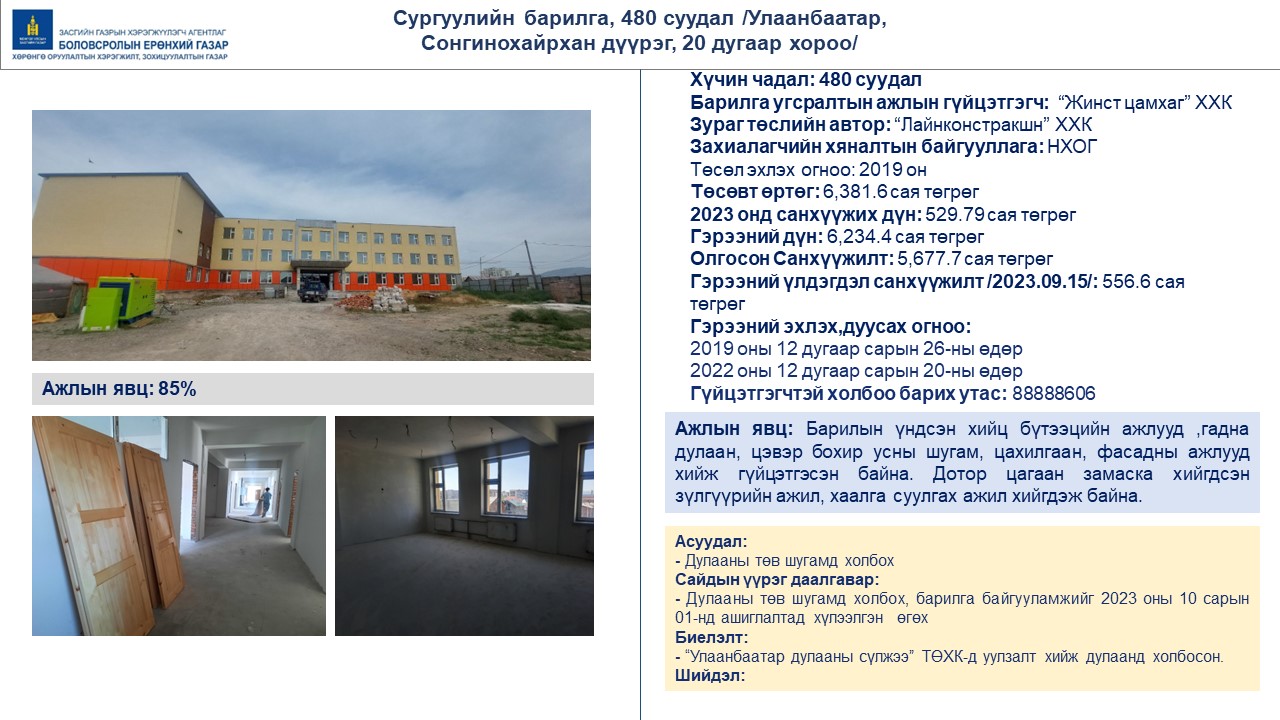 ЗАСГИЙН ГАЗРЫН ХЭРЭГЖҮҮЛЭГЧ АГЕНТЛАГ
БОЛОВСРОЛЫН ЕРӨНХИЙ ГАЗАР
ХӨРӨНГӨ ОРУУЛАЛТЫН ХЭРЭГЖИЛТ, ЗОХИЦУУЛАЛТЫН ГАЗАР
Сургуулийн барилга, 480 суудал /Улаанбаатар,
Сонгинохайрхан дүүрэг, 20 дугаар хороо/
Ажлын явц: 85%
Хүчин чадал: 480 суудал
Барилга угсралтын ажлын гүйцэтгэгч: “Жинст цамхаг” ХХК
Зураг төслийн автор: “Лайнконстракшн” ХХК
Захиалагчийн хяналтын байгууллага: НХОГ
Төсөл эхлэх огноо: 2019 он
Төсөвт өртөг: 6,381.6 сая төгрөг
2023 онд санхүүжих дүн: 529.79 сая төгрөг
Гэрээний дүн: 6,234.4 сая төгрөг
Олгосон Санхүүжилт: 5,677.7 сая төгрөг
Гэрээний үлдэгдэл санхүүжилт /2023.09.15/: 556.6 сая
төгрөг
Гэрээний эхлэх,дуусах огноо:
2019 оны 12 дугаар сарын 26-ны өдөр
2022 оны 12 дугаар сарын 20-ны өдөр
Гүйцэтгэгчтэй холбоо барих утас: 88888606
Ажлын явц: Барилын үндсэн хийц бүтээцийн ажлууд ,гадна
дулаан, цэвэр бохир усны шугам, цахилгаан, фасадны ажлууд
хийж гүйцэтгэсэн байна. Дотор цагаан замаска хийгдсэн
зүлгүүрийн ажил, хаалга суулгах ажил хийгдэж байна.
Асуудал:
- Дулааны төв шугамд холбох
Сайдын үүрэг даалгавар:
- Дулааны төв шугамд холбох, барилга байгууламжийг 2023 оны 10 сарын
01-нд ашиглалтад хүлээлгэн өгөх
Биелэлт:
- “Улаанбаатар дулааны сүлжээ” ТӨХК-д уулзалт хийж дулаанд холбосон.
Шийдэл: